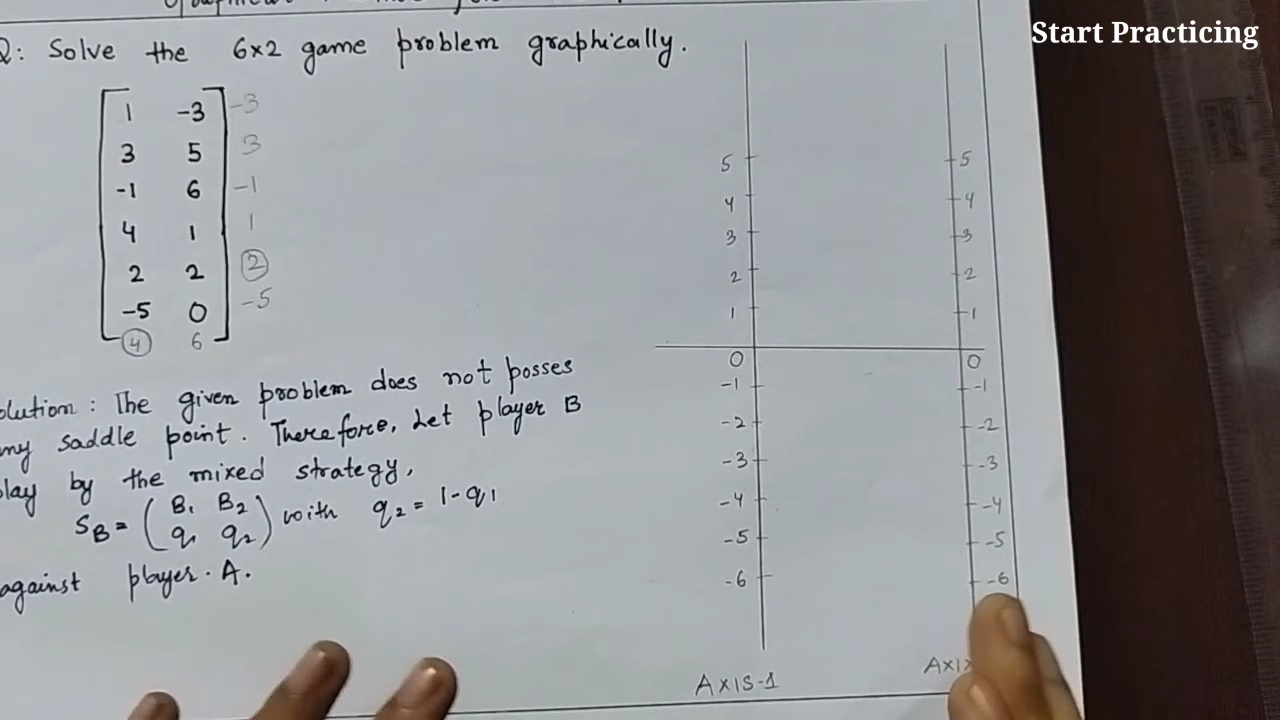 Start Practicing
Q: Solve the 6×2 game problem graphically.
1 -3 -3
3 5 3
-1 6 -1
4 1 1
2 2 2
-5 0 -5
4 6
olution: The given problem does not posses
ny saddle point. Therefore, Let player B
lay by the mixed strategy,
SB = ( B1 B2
q1 q2 ) with q2 = 1-q1
against player. A.
5 5
4 4
3 3
2 2
1 1
0 0
-1 -1
-2 -2
-3 -3
-4 -4
-5 -5
-6 -6
AXIS-1 AXI